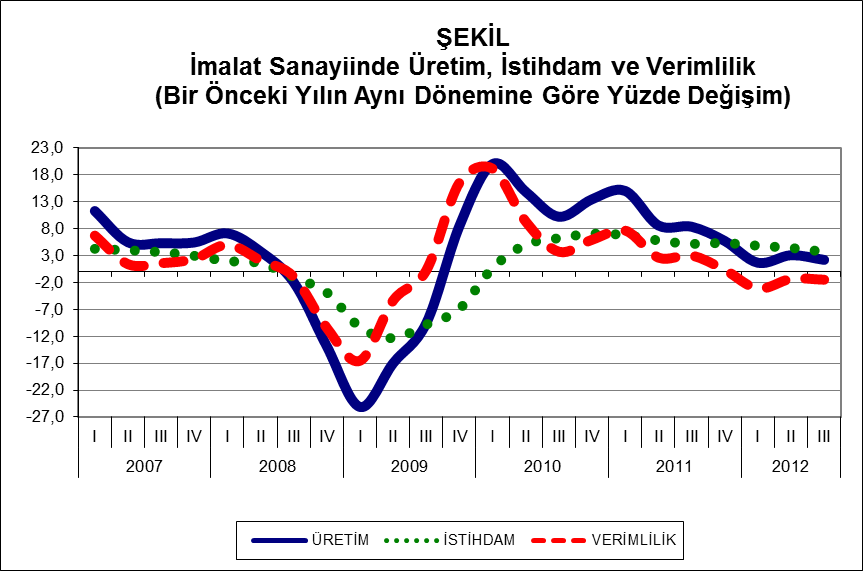 ŞEKİL
İmalat Sanayiinde Üretim, İstihdam ve Verimlilik
(Bir Önceki Yılın Aynı Dönemine Göre Yüzde Değişim)
23,0
18,0
13,0
8,0
3,0
-2,0
-7,0
-12,0
-17,0
-22,0
-27,0
I II III IV I II III IV I II III IV I II III IV I II III IV I II III
2007 2008 2009 2010 2011 2012
ÜRETİM İSTİHDAM VERİMLİLİK